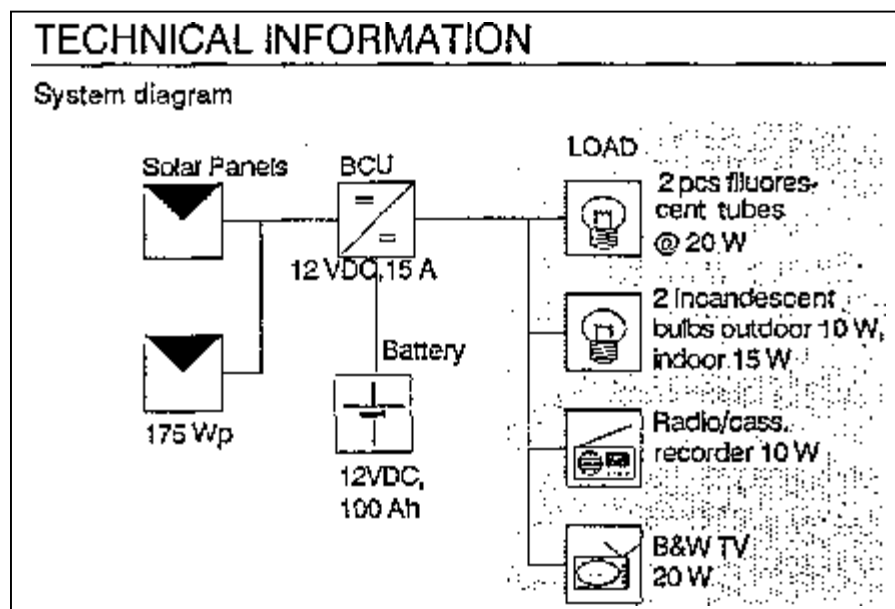 TECHNICAL INFORMATION
System diagram
Solar Panels
BCU
12 VDC, 15 A
175 Wp
Battery
12VDC,
100 Ah
LOAD
2 pcs fluores-
cent tubes
@ 20 W
2 incandescent
bulbs outdoor 10 W,
indoor 15 W
Radio/cass.
recorder 10 W
B&W TV
20 W